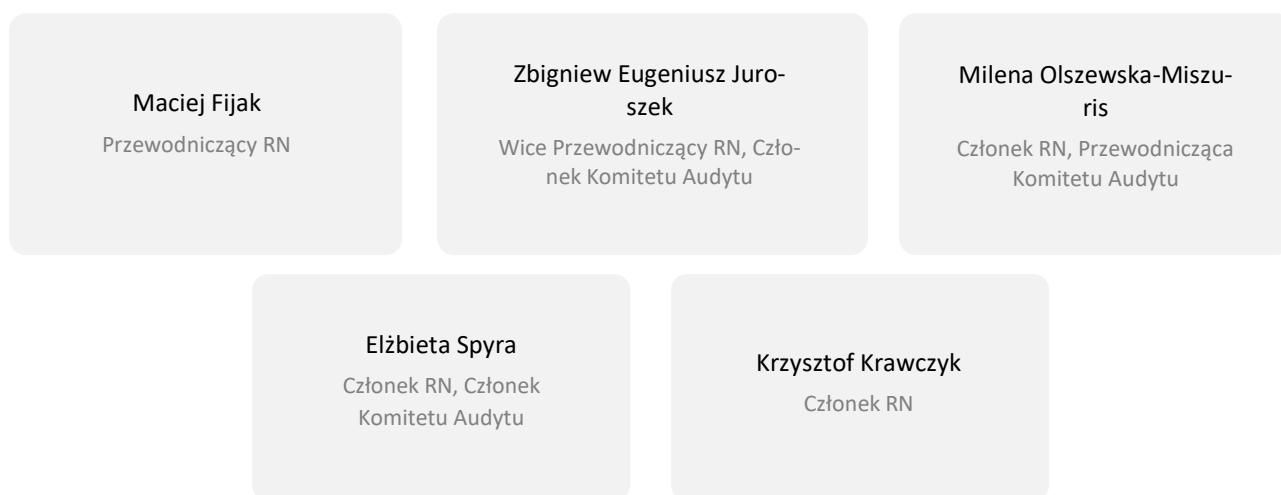 Maciej Fijak
Przewodniczący RN
Zbigniew Eugeniusz Juro-
szek
Wice Przewodniczący RN, Czło-
nek Komitetu Audytu
Milena Olszewska-Miszu-
ris
Członek RN, Przewodnicząca
Komitetu Audytu
Elżbieta Spyra
Członek RN, Członek
Komitetu Audytu
Krzysztof Krawczyk
Członek RN